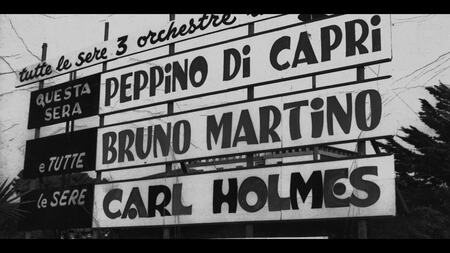 tutte le sere 3 orchestre
QUESTA SERA
PEPPINO DI CAPRI
e TUTTE
BRUNO MARTINO
le SERE
CARL HOLMES